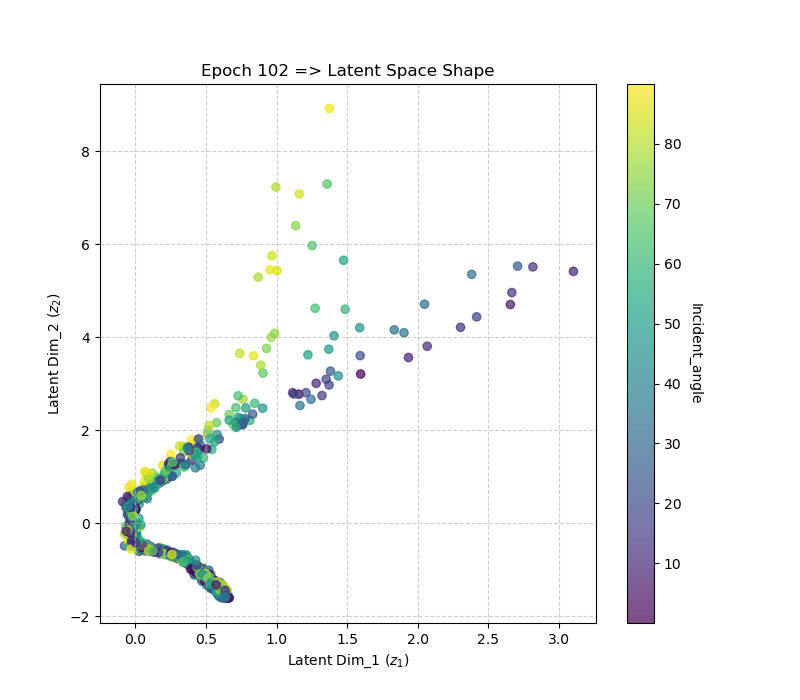 Epoch 102 => Latent Space Shape
Latent Dim_2 (z₂)
8
6
4
2
0
−2
0.0 0.5 1.0 1.5 2.0 2.5 3.0
Latent Dim_1 (z₁)
80
70
60
50
40
30
20
10
Incident_angle